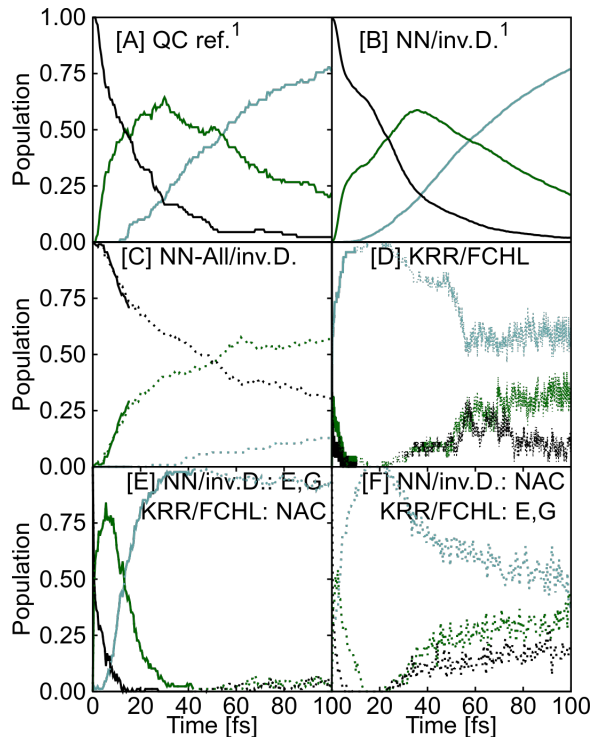 [A] QC ref.1
[B] NN/inv.D.1
1.00
0.75
0.50
0.25
0.00
Population
[C] NN-All/inv.D.
[D] KRR/FCHL
0.75
0.50
0.25
0.00
Population
[E] NN/inv.D.: E,G
KRR/FCHL: NAC
[F] NN/inv.D.: NAC
KRR/FCHL: E,G
0.75
0.50
0.25
0.00
Population
0 20 40 60 80 100 20 40 60 80 100
Time [fs] Time [fs]